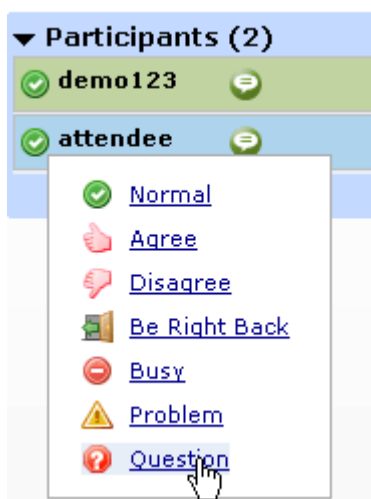 Participants (2)
demo123
attendee
Normal
Agree
Disagree
Be Right Back
Busy
Problem
Question